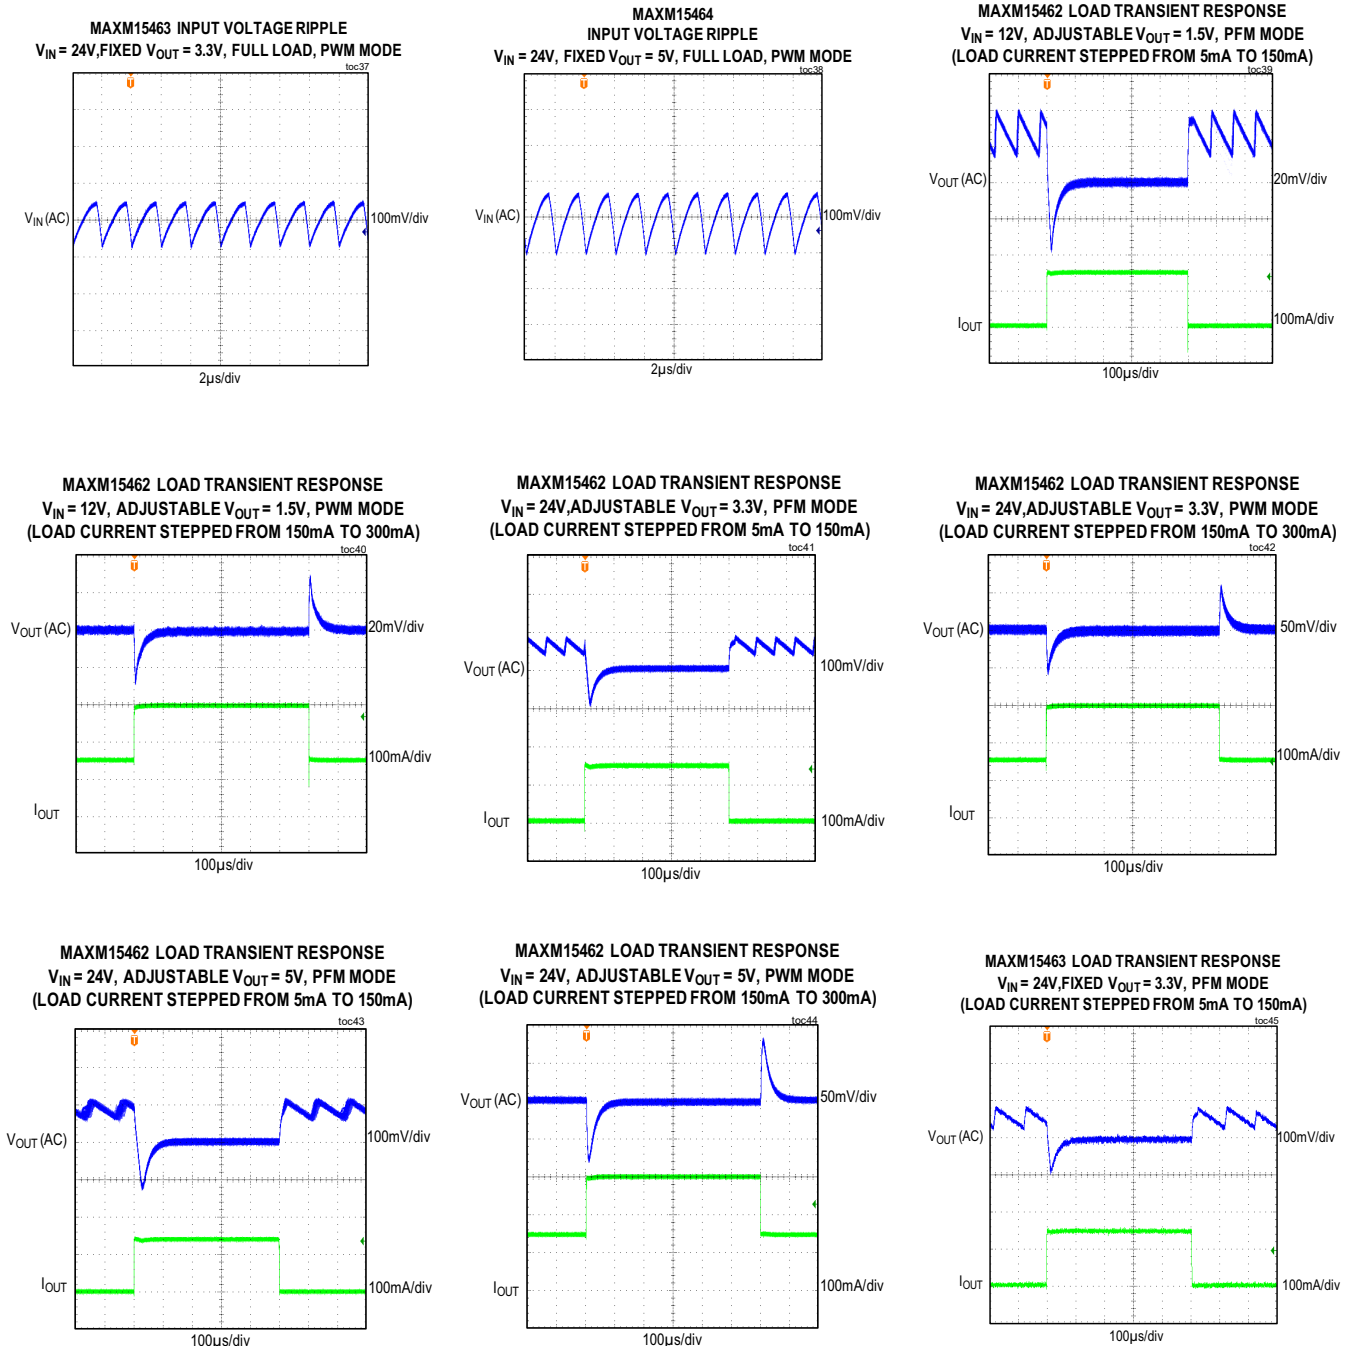 MAXM15463 INPUT VOLTAGE RIPPLE
VIN = 24V,FIXED VOUT = 3.3V, FULL LOAD, PWM MODE
toc37
T
VIN (AC)
100mV/div
2µs/div
MAXM15464
INPUT VOLTAGE RIPPLE
VIN = 24V, FIXED VOUT = 5V, FULL LOAD, PWM MODE
toc38
T
VIN (AC)
100mV/div
2µs/div
MAXM15462 LOAD TRANSIENT RESPONSE
VIN = 12V, ADJUSTABLE VOUT = 1.5V, PFM MODE
(LOAD CURRENT STEPPED FROM 5mA TO 150mA)
toc39
T
VOUT (AC)
20mV/div
IOUT
100mA/div
100µs/div
MAXM15462 LOAD TRANSIENT RESPONSE
VIN = 12V, ADJUSTABLE VOUT = 1.5V, PWM MODE
(LOAD CURRENT STEPPED FROM 150mA TO 300mA)
toc40
T
VOUT (AC)
20mV/div
100mA/div
IOUT
100µs/div
MAXM15462 LOAD TRANSIENT RESPONSE
VIN = 24V,ADJUSTABLE VOUT = 3.3V, PFM MODE
(LOAD CURRENT STEPPED FROM 5mA TO 150mA)
toc41
T
VOUT (AC)
100mV/div
IOUT
100mA/div
100µs/div
MAXM15462 LOAD TRANSIENT RESPONSE
VIN = 24V,ADJUSTABLE VOUT = 3.3V, PWM MODE
(LOAD CURRENT STEPPED FROM 150mA TO 300mA)
toc42
T
VOUT (AC)
50mV/div
100mA/div
IOUT
100µs/div
MAXM15462 LOAD TRANSIENT RESPONSE
VIN = 24V, ADJUSTABLE VOUT = 5V, PFM MODE
(LOAD CURRENT STEPPED FROM 5mA TO 150mA)
toc43
T
VOUT (AC)
100mV/div
IOUT
100mA/div
100µs/div
MAXM15462 LOAD TRANSIENT RESPONSE
VIN = 24V, ADJUSTABLE VOUT = 5V, PWM MODE
(LOAD CURRENT STEPPED FROM 150mA TO 300mA)
toc44
T
VOUT (AC)
50mV/div
IOUT
100mA/div
100µs/div
MAXM15463 LOAD TRANSIENT RESPONSE
VIN = 24V,FIXED VOUT = 3.3V, PFM MODE
(LOAD CURRENT STEPPED FROM 5mA TO 150mA)
toc45
T
VOUT (AC)
100mV/div
IOUT
100mA/div
100µs/div